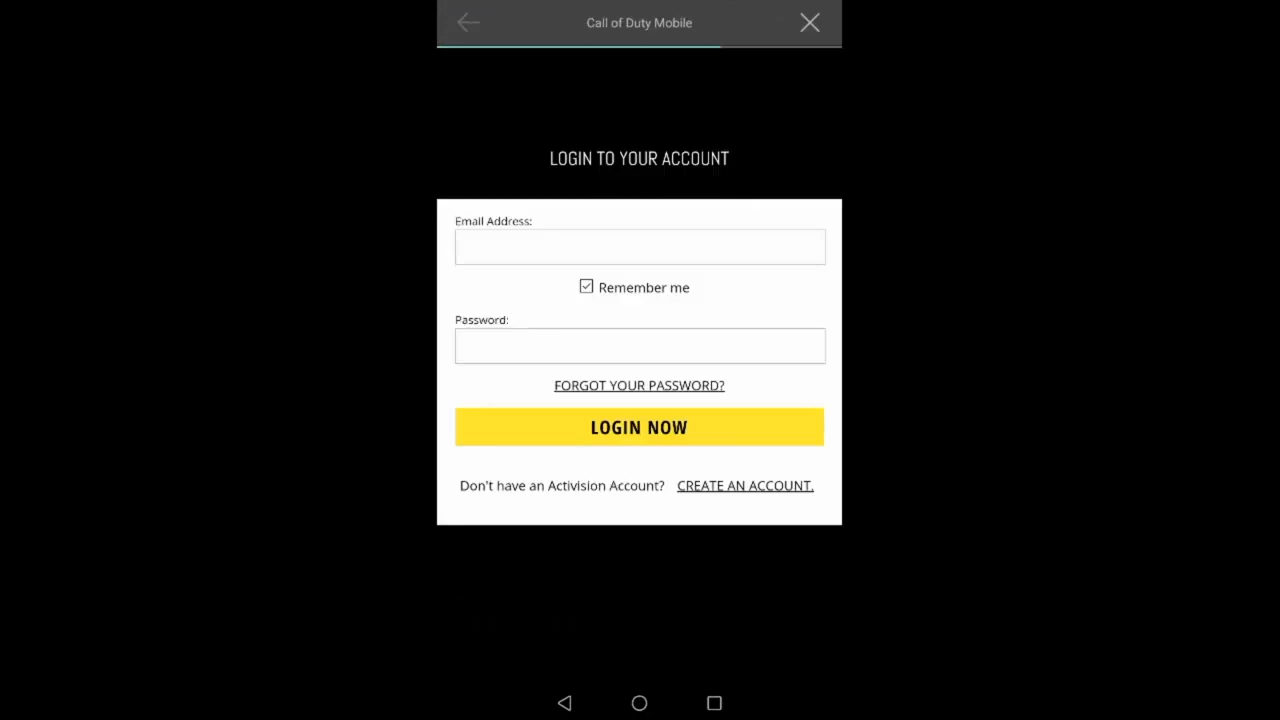 Call of Duty Mobile
LOGIN TO YOUR ACCOUNT
Email Address:
Remember me
Password:
FORGOT YOUR PASSWORD?
LOGIN NOW
Don't have an Activision Account? CREATE AN ACCOUNT.